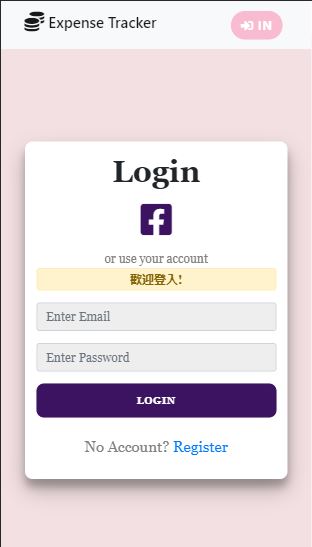 Expense Tracker
IN
Login
or use your account
歡迎登入!
Enter Email
Enter Password
LOGIN
No Account? Register